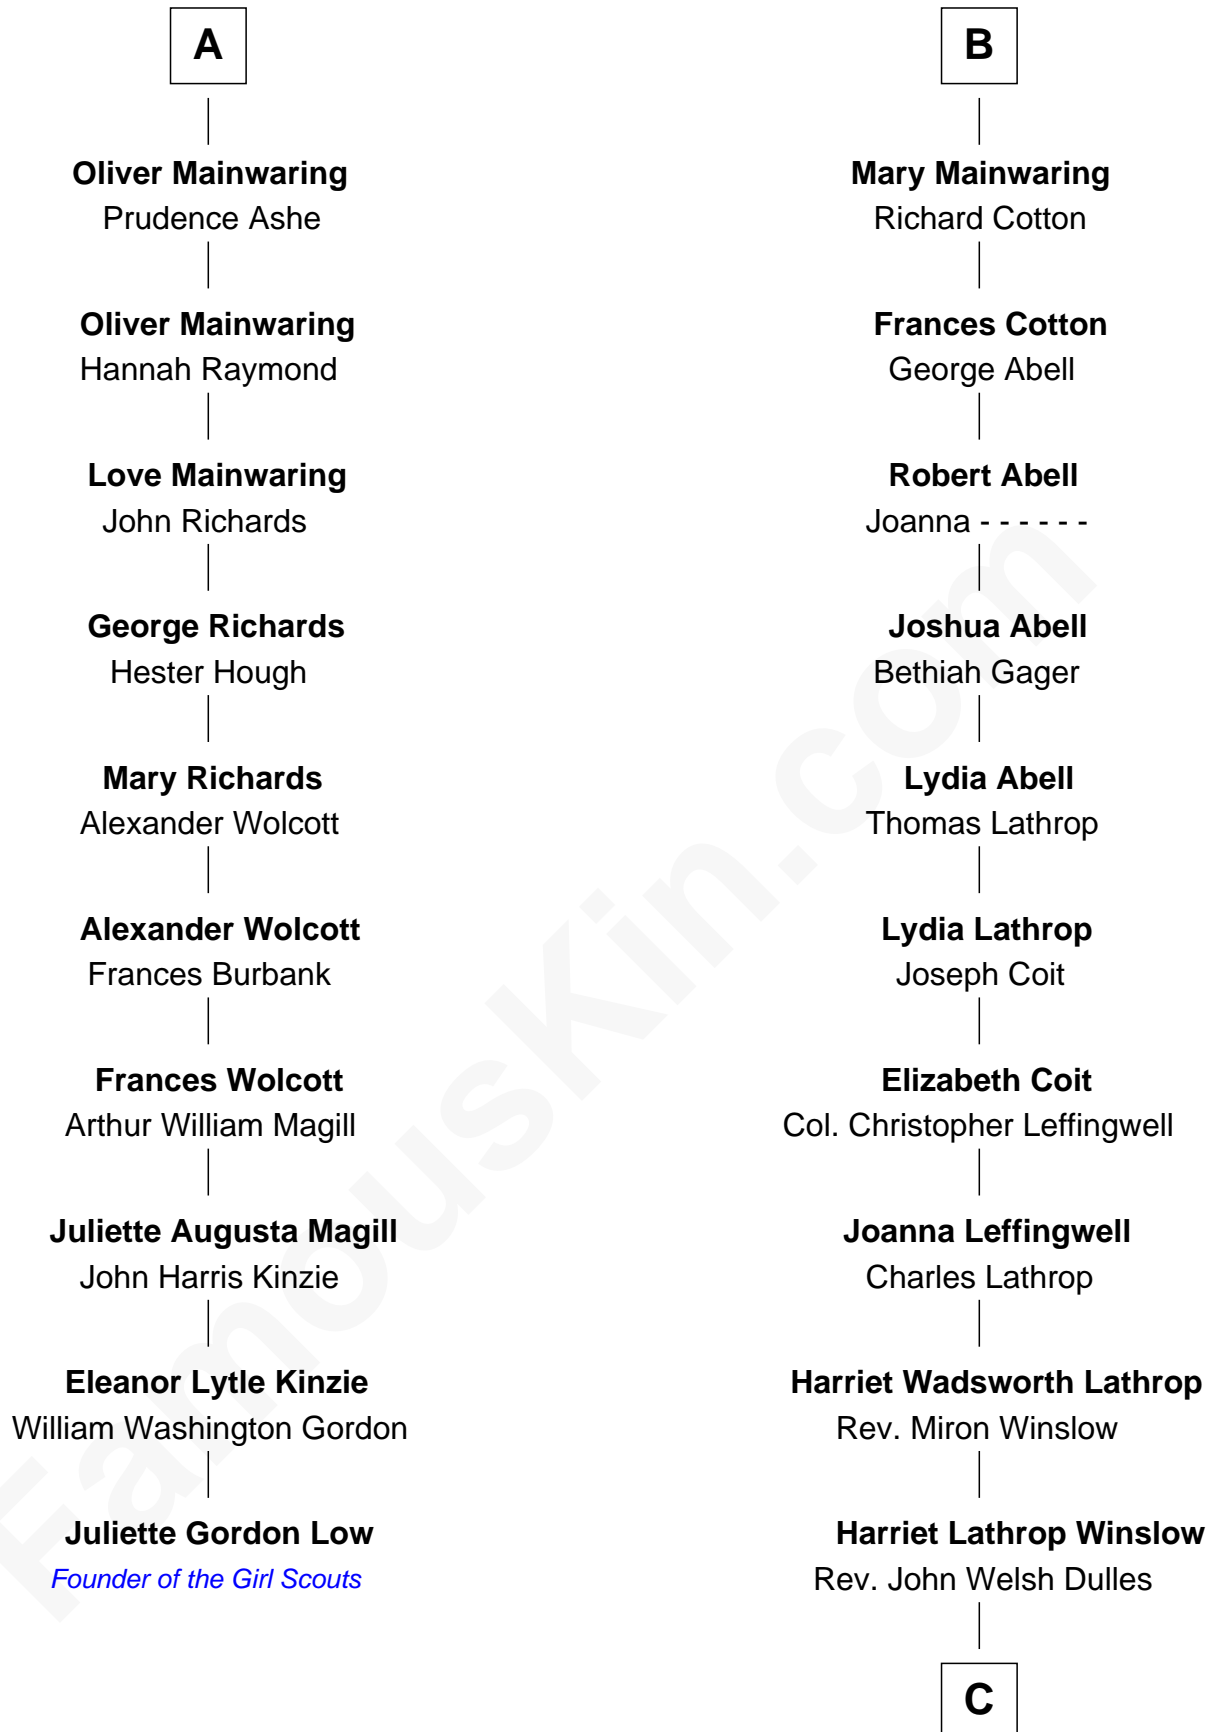 A
Oliver Mainwaring
Prudence Ashe
Oliver Mainwaring
Hannah Raymond
Love Mainwaring
John Richards
George Richards
Hester Hough
Mary Richards
Alexander Wolcott
Alexander Wolcott
Frances Burbank
Frances Wolcott
Arthur William Magill
Juliette Augusta Magill
John Harris Kinzie
Eleanor Lytle Kinzie
William Washington Gordon
Juliette Gordon Low
Founder of the Girl Scouts
B
Mary Mainwaring
Richard Cotton
Frances Cotton
George Abell
Robert Abell
Joanna - - - - - -
Joshua Abell
Bethiah Gager
Lydia Abell
Thomas Lathrop
Lydia Lathrop
Joseph Coit
Elizabeth Coit
Col. Christopher Leffingwell
Joanna Leffingwell
Charles Lathrop
Harriet Wadsworth Lathrop
Rev. Miron Winslow
Harriet Lathrop Winslow
Rev. John Welsh Dulles
C
FamousKin.com